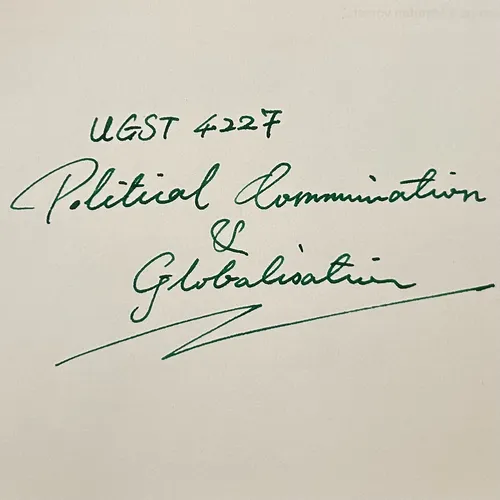 UGST 4227
Political Communication
&
Globalisation